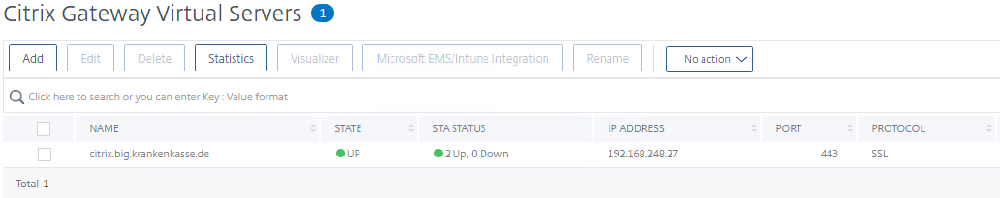 Citrix Gateway Virtual Servers 1
Add Edit Delete Statistics Visualizer Microsoft EMS/Intune Integration Rename No action
Click here to search or you can enter Key : Value format
NAME STATE STA STATUS IP ADDRESS PORT PROTOCOL
citrix.big.krankenkasse.de UP 2 Up, 0 Down 192.168.248.27 443 SSL
Total 1